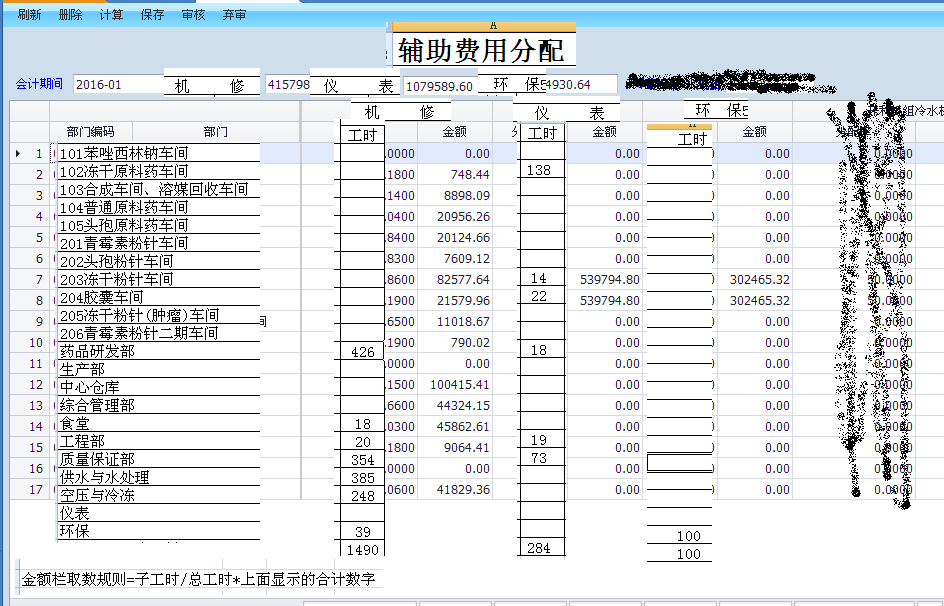 刷新 删除 计算 保存 审核 弃审
A
辅助费用分配
会计期间 2016-01 机 修 415798 仪 表 1079589.60 环 保 54930.64
机 修 仪 表 环 保
部门编码 部门 工时 金额 工时 金额 工时 金额 组冷水机
1 101苯唑西林钠车间 .0000 0.00 0.00 0.00 0.0000
2 102冻干原料药车间 .1800 748.44 138 0.00 0.00
3 103合成车间、溶媒回收车间 .1400 8898.09 0.00 0.00
4 104普通原料药车间 .0400 20956.26 0.00 0.00
5 105头孢原料药车间 .8400 20124.66 0.00 0.00
6 201青霉素粉针车间 .8300 7609.12 0.00 0.00
7 202头孢粉针车间 .8600 82577.64 14 539794.80 302465.32
8 203冻干粉针车间 .1900 21579.96 22 539794.80 302465.32
9 204胶囊车间 .6500 11018.67 0.00 0.00
10 205冻干粉针(肿瘤)车间 间 .1900 790.02 18 0.00 0.00
11 206青霉素粉针二期车间 .0000 0.00 0.00 0.00
12 药品研发部 426 .1500 100415.41 0.00 0.00
13 生产部 .6600 44324.15 0.00 0.00
14 中心仓库 .0300 45862.61 0.00 0.00
15 综合管理部 .1800 9064.41 19 0.00 0.00
16 食堂 18 .0000 0.00 73 0.00 0.00
17 工程部 20 .0600 41829.36 0.00 0.00
质量保证部 354
供水与水处理 385
空压与冷冻 248
仪表
环保 39 100
1490 284 100
金额栏取数规则=子工时/总工时*上面显示的合计数字